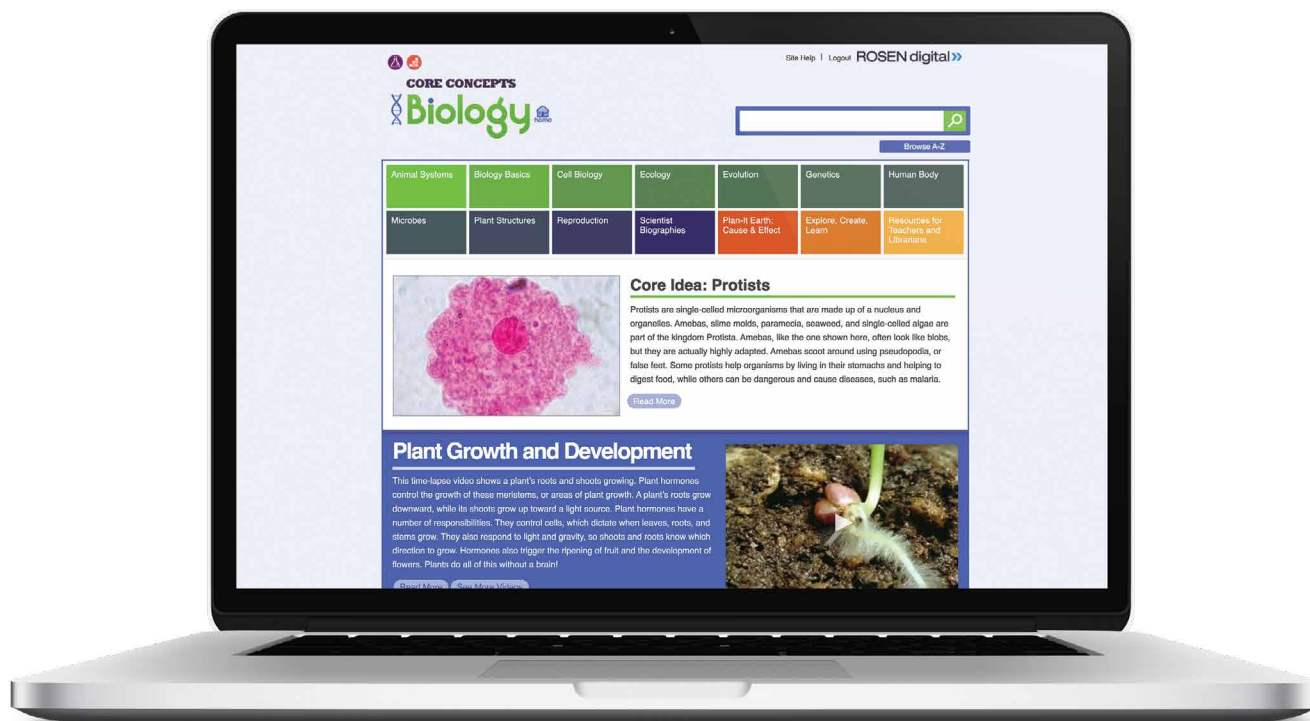 Site Help | Logout ROSEN digital»
CORE CONCEPTS
Biology
home
Browse A-Z
Animal Systems
Biology Basics
Cell Biology
Ecology
Evolution
Genetics
Human Body
Microbes
Plant Structures
Reproduction
Scientist
Biographies
Plan-It Earth:
Cause & Effect
Explore, Create,
Learn
Resources for
Teachers and
Librarians
Core Idea: Protists
Protists are single-celled microorganisms that are made up of a nucleus and
organelles. Amebas, slime molds, paramecia, seaweed, and single-celled algae are
part of the kingdom Protista. Amebas, like the one shown here, often look like blobs,
but they are actually highly adapted. Amebas scoot around using pseudopodia, or
false feet. Some protists help organisms by living in their stomachs and helping to
digest food, while others can be dangerous and cause diseases, such as malaria.
Read More
Plant Growth and Development
This time-lapse video shows a plant's roots and shoots growing. Plant hormones
control the growth of these meristems, or areas of plant growth. A plant's roots grow
downward, while its shoots grow up toward a light source. Plant hormones have a
number of responsibilities. They control cells, which dictate when leaves, roots, and
stems grow. They also respond to light and gravity, so shoots and roots know which
direction to grow. Hormones also trigger the ripening of fruit and the development of
flowers. Plants do all of this without a brain!
Read More
See More Videos